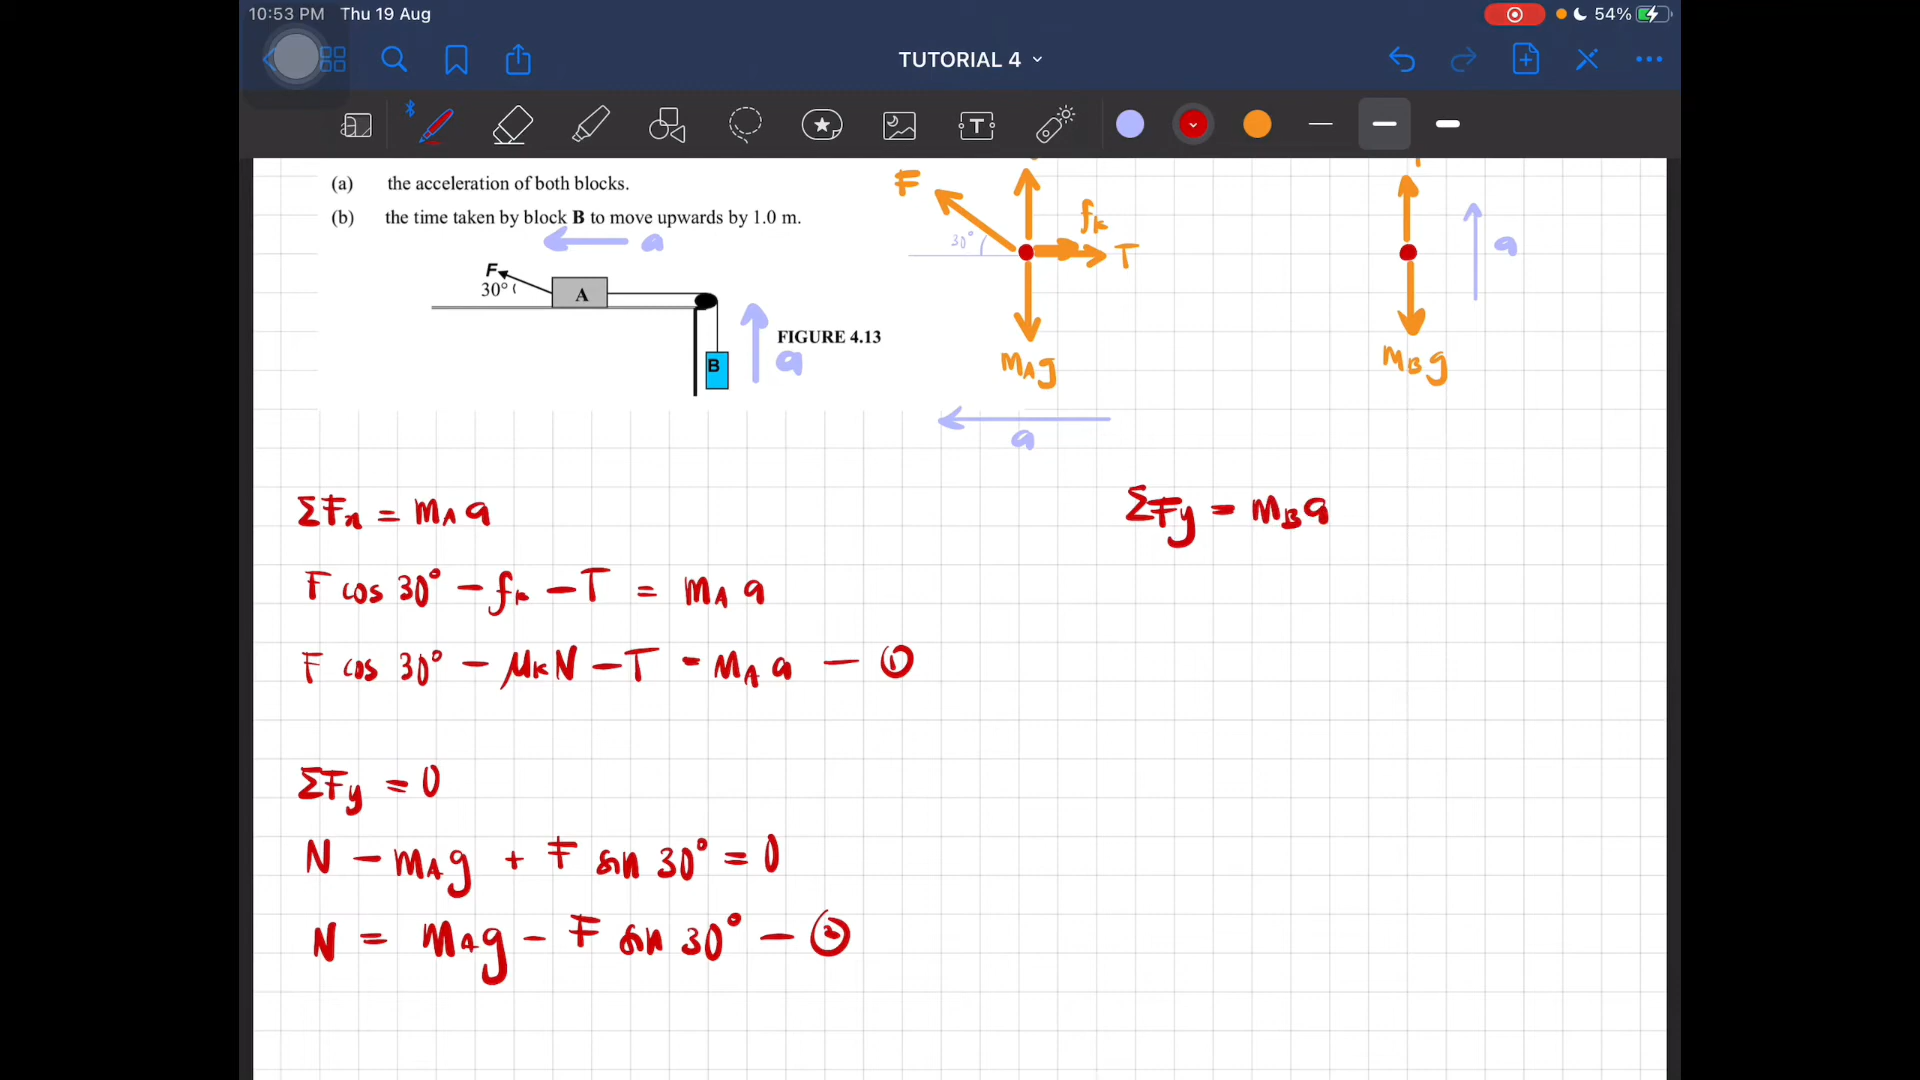 10:53 PM Thu 19 Aug 54%
TUTORIAL 4
(a) the acceleration of both blocks.
(b) the time taken by block B to move upwards by 1.0 m.
a
F
30°
A
B
a
FIGURE 4.13
F
30°
fk
T
mAg
a
a
mBg
ΣFx = mA a
F cos 30° - fk - T = mA a
F cos 30° - μkN - T - mA a — ①
ΣFy = 0
N - mAg + F sin 30° = 0
N = mAg - F sin 30° — ②
ΣFy = mB a